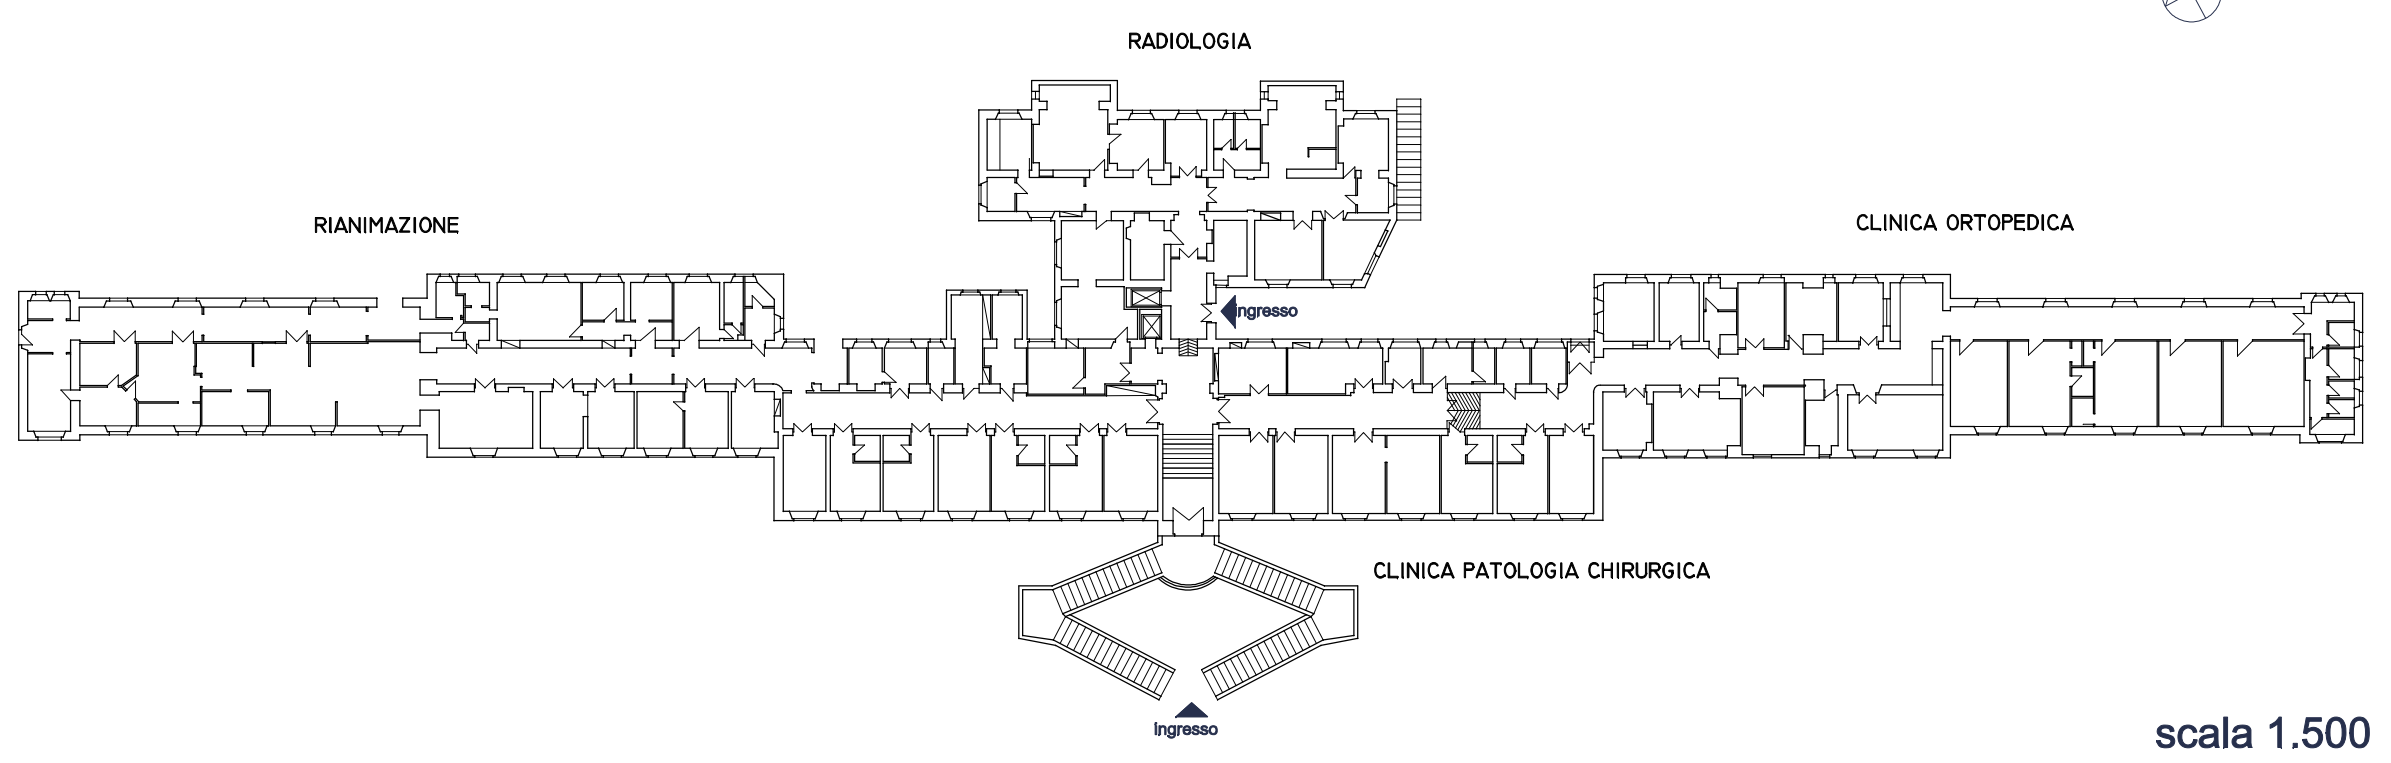 RADIOLOGIA
RIANIMAZIONE
CLINICA ORTOPEDICA
ingresso
CLINICA PATOLOGIA CHIRURGICA
ingresso
scala 1.500